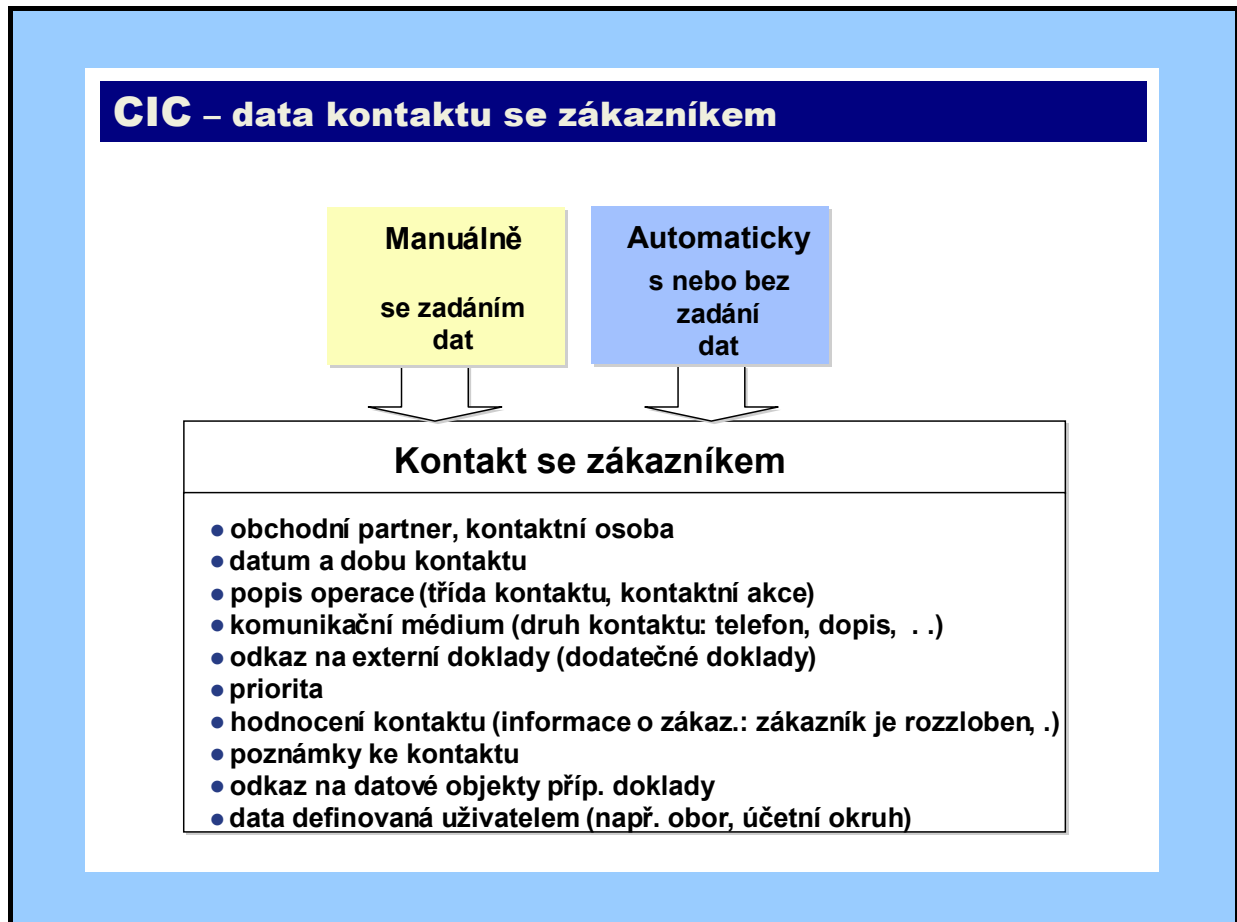 CIC – data kontaktu se zákazníkem
Manuálně
se zadáním
dat
Automaticky
s nebo bez
zadání
dat
Kontakt se zákazníkem
● obchodní partner, kontaktní osoba
● datum a dobu kontaktu
● popis operace (třída kontaktu, kontaktní akce)
● komunikační médium (druh kontaktu: telefon, dopis, . .)
● odkaz na externí doklady (dodatečné doklady)
● priorita
● hodnocení kontaktu (informace o zákaz.: zákazník je rozzloben, .)
● poznámky ke kontaktu
● odkaz na datové objekty příp. doklady
● data definovaná uživatelem (např. obor, účetní okruh)